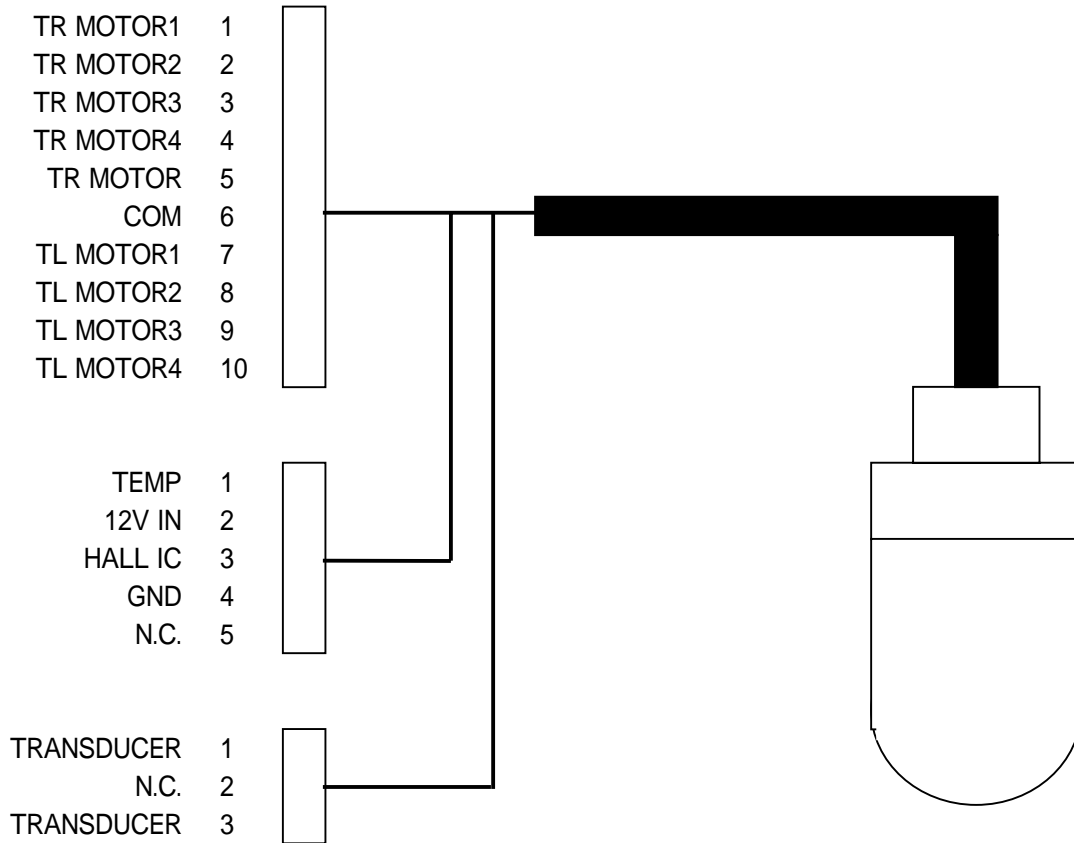 TR MOTOR1 1
TR MOTOR2 2
TR MOTOR3 3
TR MOTOR4 4
TR MOTOR 5
COM 6
TL MOTOR1 7
TL MOTOR2 8
TL MOTOR3 9
TL MOTOR4 10
TEMP 1
12V IN 2
HALL IC 3
GND 4
N.C. 5
TRANSDUCER 1
N.C. 2
TRANSDUCER 3